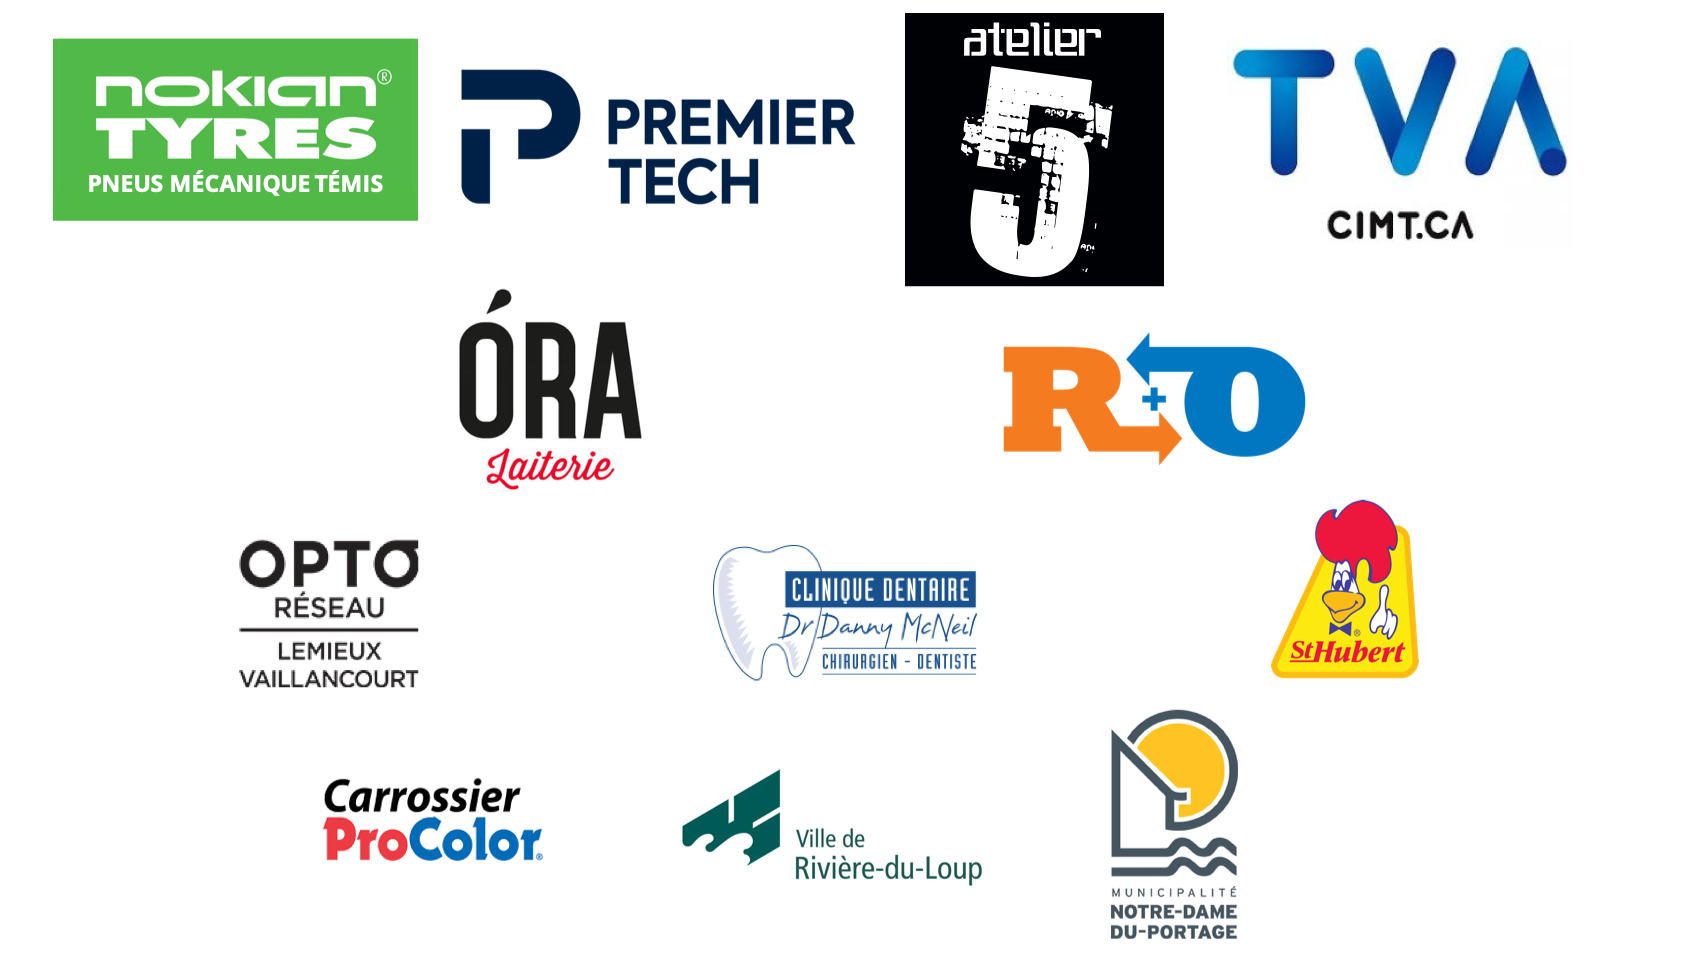 nokian®
TYRES
PNEUS MÉCANIQUE TÉMIS
PREMIER
TECH
atelier
5
TVA
CIMT.CA
ÓRA
Laiterie
R+O
OPTO
RÉSEAU
LEMIEUX
VAILLANCOURT
CLINIQUE DENTAIRE
Dr Danny McNeil
CHIRURGIEN - DENTISTE
StHubert®
Carrossier
ProColor®
Ville de
Rivière-du-Loup
MUNICIPALITÉ
NOTRE-DAME
DU-PORTAGE